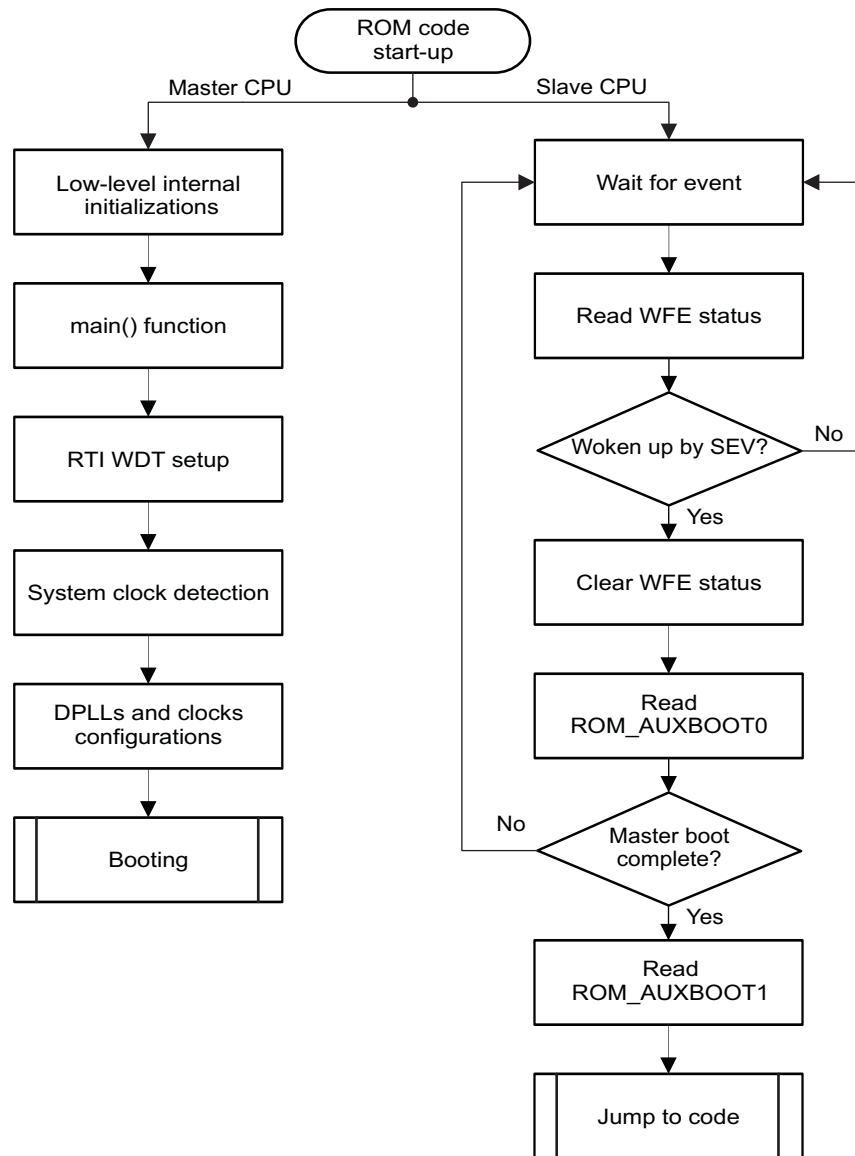 ROM code
start-up
Master CPU
Slave CPU
Low-level internal
initializations
main() function
RTI WDT setup
System clock detection
DPLLs and clocks
configurations
Booting
Wait for event
Read WFE status
Woken up by SEV?
No
Yes
Clear WFE status
Read
ROM_AUXBOOT0
No
Master boot
complete?
Yes
Read
ROM_AUXBOOT1
Jump to code